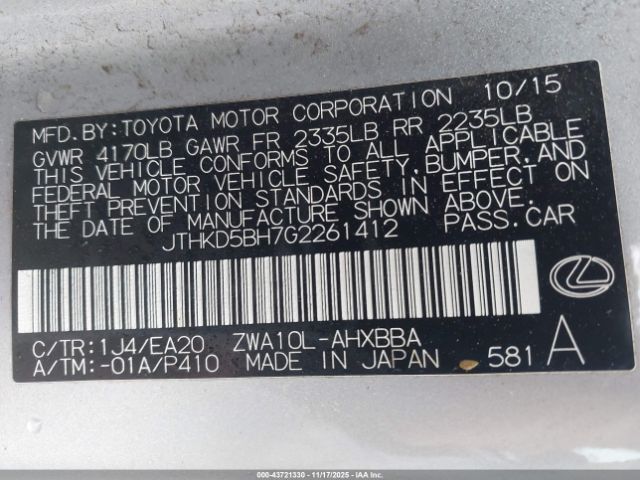 MFD.BY:TOYOTA MOTOR CORPORATION 10/15
GVWR 4170LB GAWR FR 2335LB RR 2235LB
THIS VEHICLE CONFORMS TO ALL APPLICABLE
FEDERAL MOTOR VEHICLE SAFETY,BUMPER,AND
THEFT PREVENTION STANDARDS IN EFFECT ON
THE DATE OF MANUFACTURE SHOWN ABOVE.
JTHKD5BH7G2261412 PASS.CAR
C/TR:1J4/EA20 ZWA10L-AHXBBA
A/TM:-01A/P410 MADE IN JAPAN 581 A
000-43721330 - 11/17/2025 - IAAI